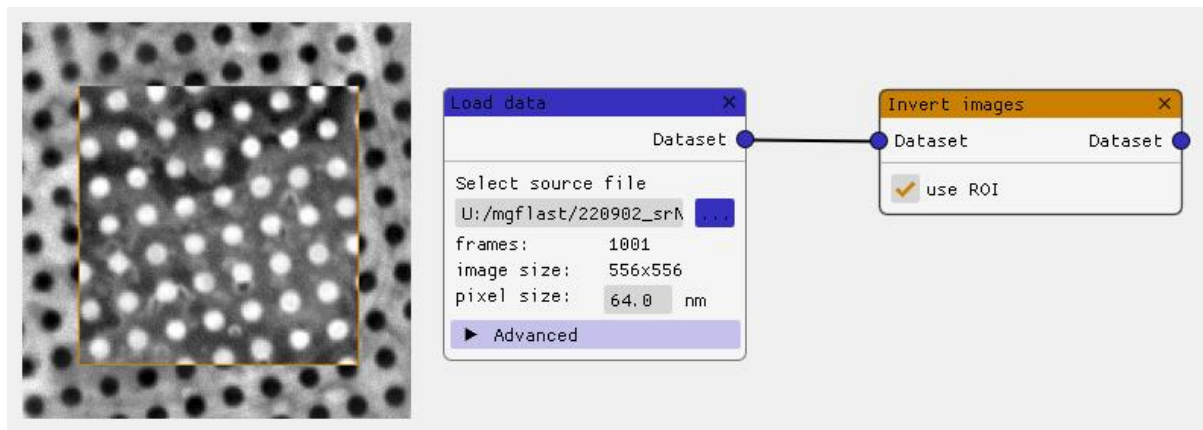 Load data
Dataset
Select source file
U:/mgflast/220902_srN
...
frames: 1001
image size: 556x556
pixel size: 64.0 nm
Advanced
Invert images
Dataset Dataset
use ROI